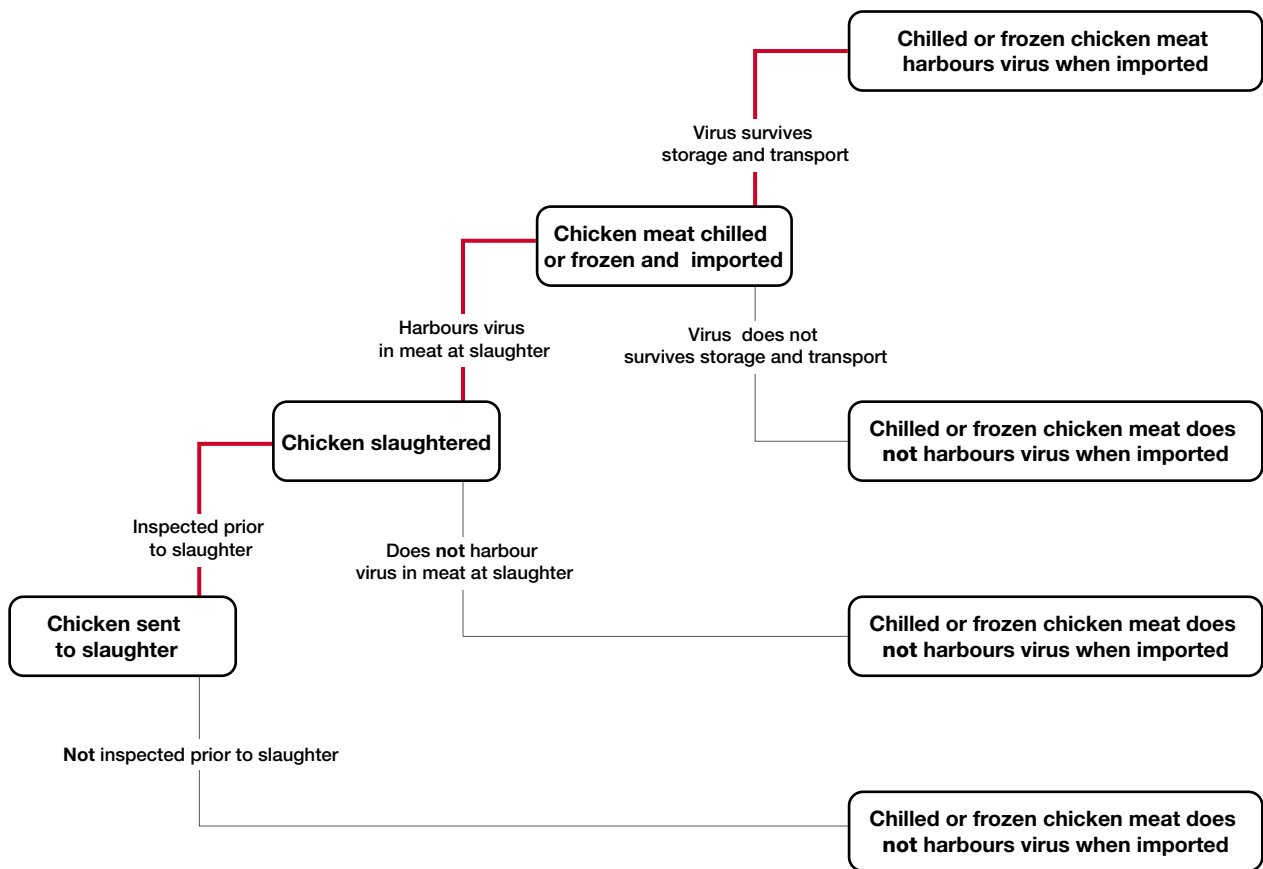 Chilled or frozen chicken meat
harbours virus when imported
Virus survives
storage and transport
Chicken meat chilled
or frozen and imported
Harbours virus
in meat at slaughter
Virus does not
survives storage and transport
Chicken slaughtered
Chilled or frozen chicken meat does
not harbours virus when imported
Inspected prior
to slaughter
Does not harbour
virus in meat at slaughter
Chicken sent
to slaughter
Chilled or frozen chicken meat does
not harbours virus when imported
Not inspected prior to slaughter
Chilled or frozen chicken meat does
not harbours virus when imported